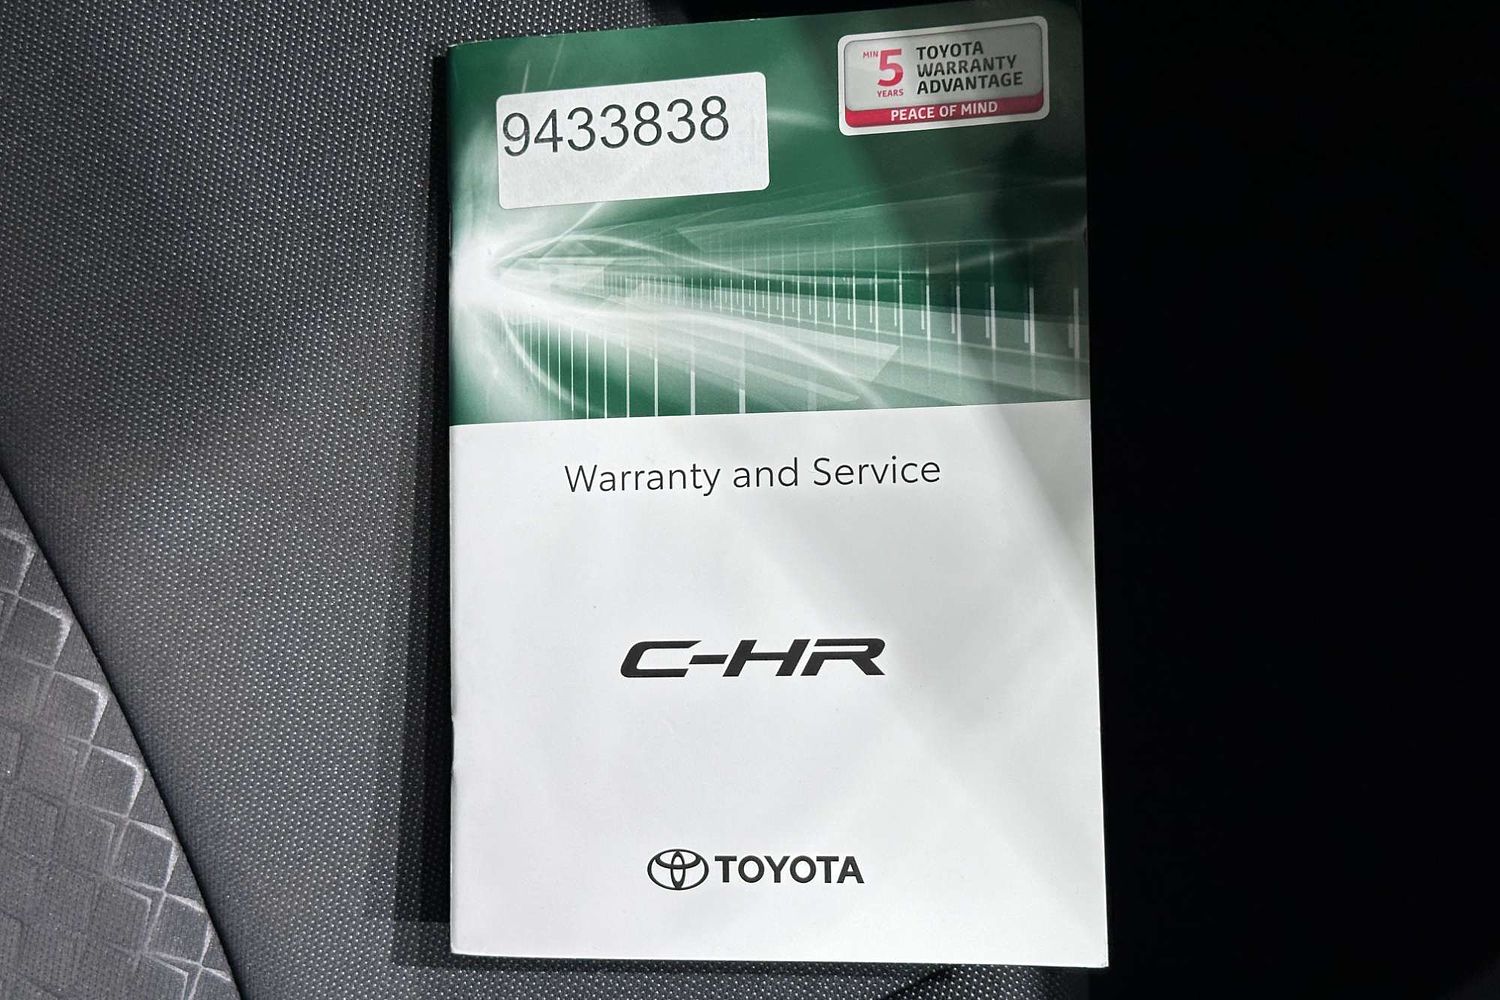 9433838
MIN 5 YEARS
TOYOTA
WARRANTY
ADVANTAGE
PEACE OF MIND
Warranty and Service
C-HR
TOYOTA